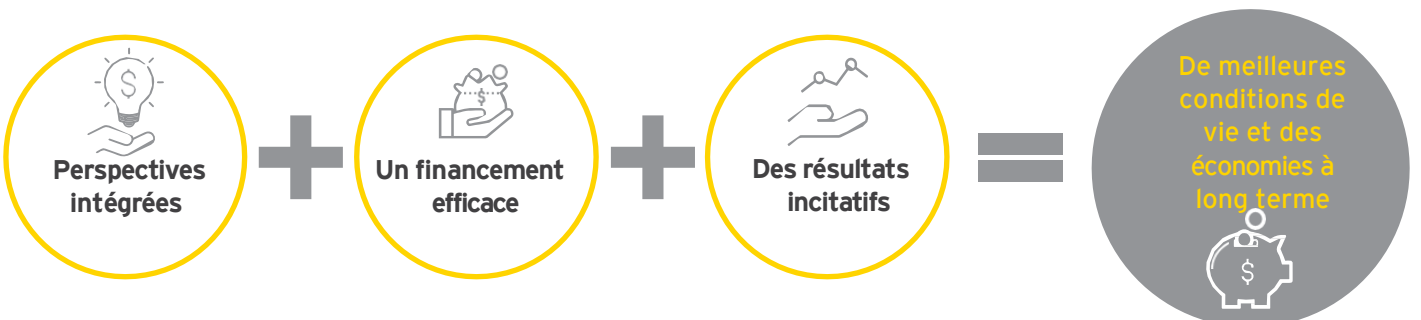 Perspectives
intégrées
Un financement
efficace
Des résultats
incitatifs
De meilleures
conditions de
vie et des
économies à
long terme
$
$
$